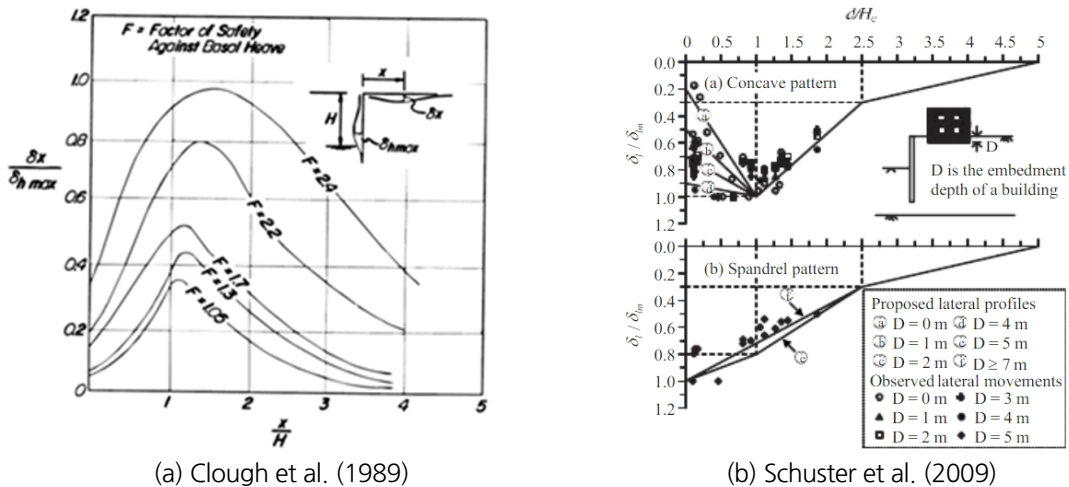 1.2
1.0
0.8
0.6
0.4
0.2
0
F = Factor of Safety
Against Basal Heave
x
H
δx
δh max
δx
δh max
F=2.4
F=2.2
F=1.7
F=1.3
F=1.05
1 2 3 4 5
x
H
(a) Clough et al. (1989)
d/He
0 0.5 1 1.5 2 2.5 3 3.5 4 4.5 5
0.0
0.4
0.6
0.8
1.0
1.2
δl / δlm
(a) Concave pattern
a
b
c
d
D
D is the embedment
depth of a building
0.0
0.4
0.6
0.8
1.0
1.2
δl / δlm
(b) Spandrel pattern
f
e
Proposed lateral profiles
a D = 0 m d D = 4 m
b D = 1 m e D = 5 m
c D = 2 m f D ≥ 7 m
Observed lateral movements
D = 0 m D = 3 m
D = 1 m D = 4 m
D = 2 m D = 5 m
(b) Schuster et al. (2009)